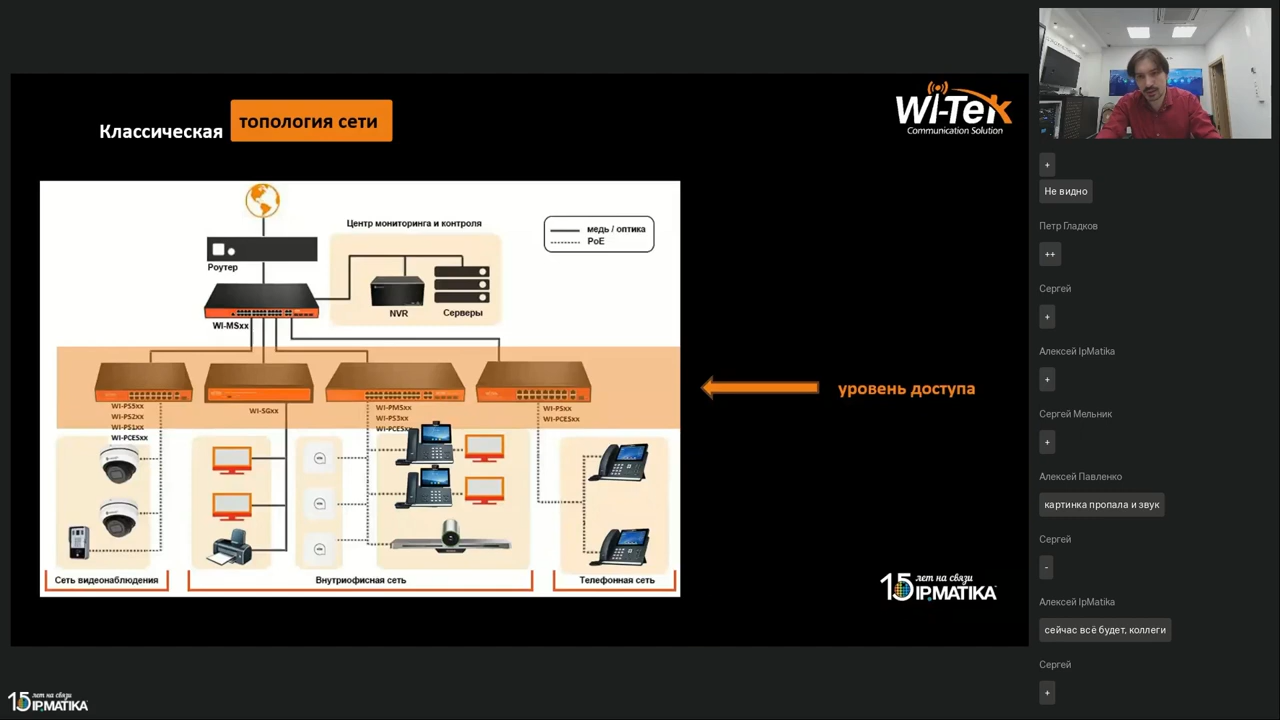 Классическая
топология сети
Wi-Tek
Communication Solution
Центр мониторинга и контроля
медь / оптика
PoE
Роутер
NVR
Серверы
WI-MSxx
уровень доступа
WI-PS5xx
WI-PS2xx
WI-PS1xx
WI-PCESxx
WI-SGxx
WI-PMSxx
WI-PS3xx
WI-PCESxx
WI-PSxx
WI-PCESxx
Сеть видеонаблюдения
Внутриофисная сеть
Телефонная сеть
15 лет на связи
IPMATIKA
15 лет на связи
IPMATIKA
+
Не видно
Петр Гладков
++
Сергей
+
Алексей IpMatika
+
Сергей Мельник
+
Алексей Павленко
картинка пропала и звук
Сергей
-
Алексей IpMatika
сейчас всё будет, коллеги
Сергей
+